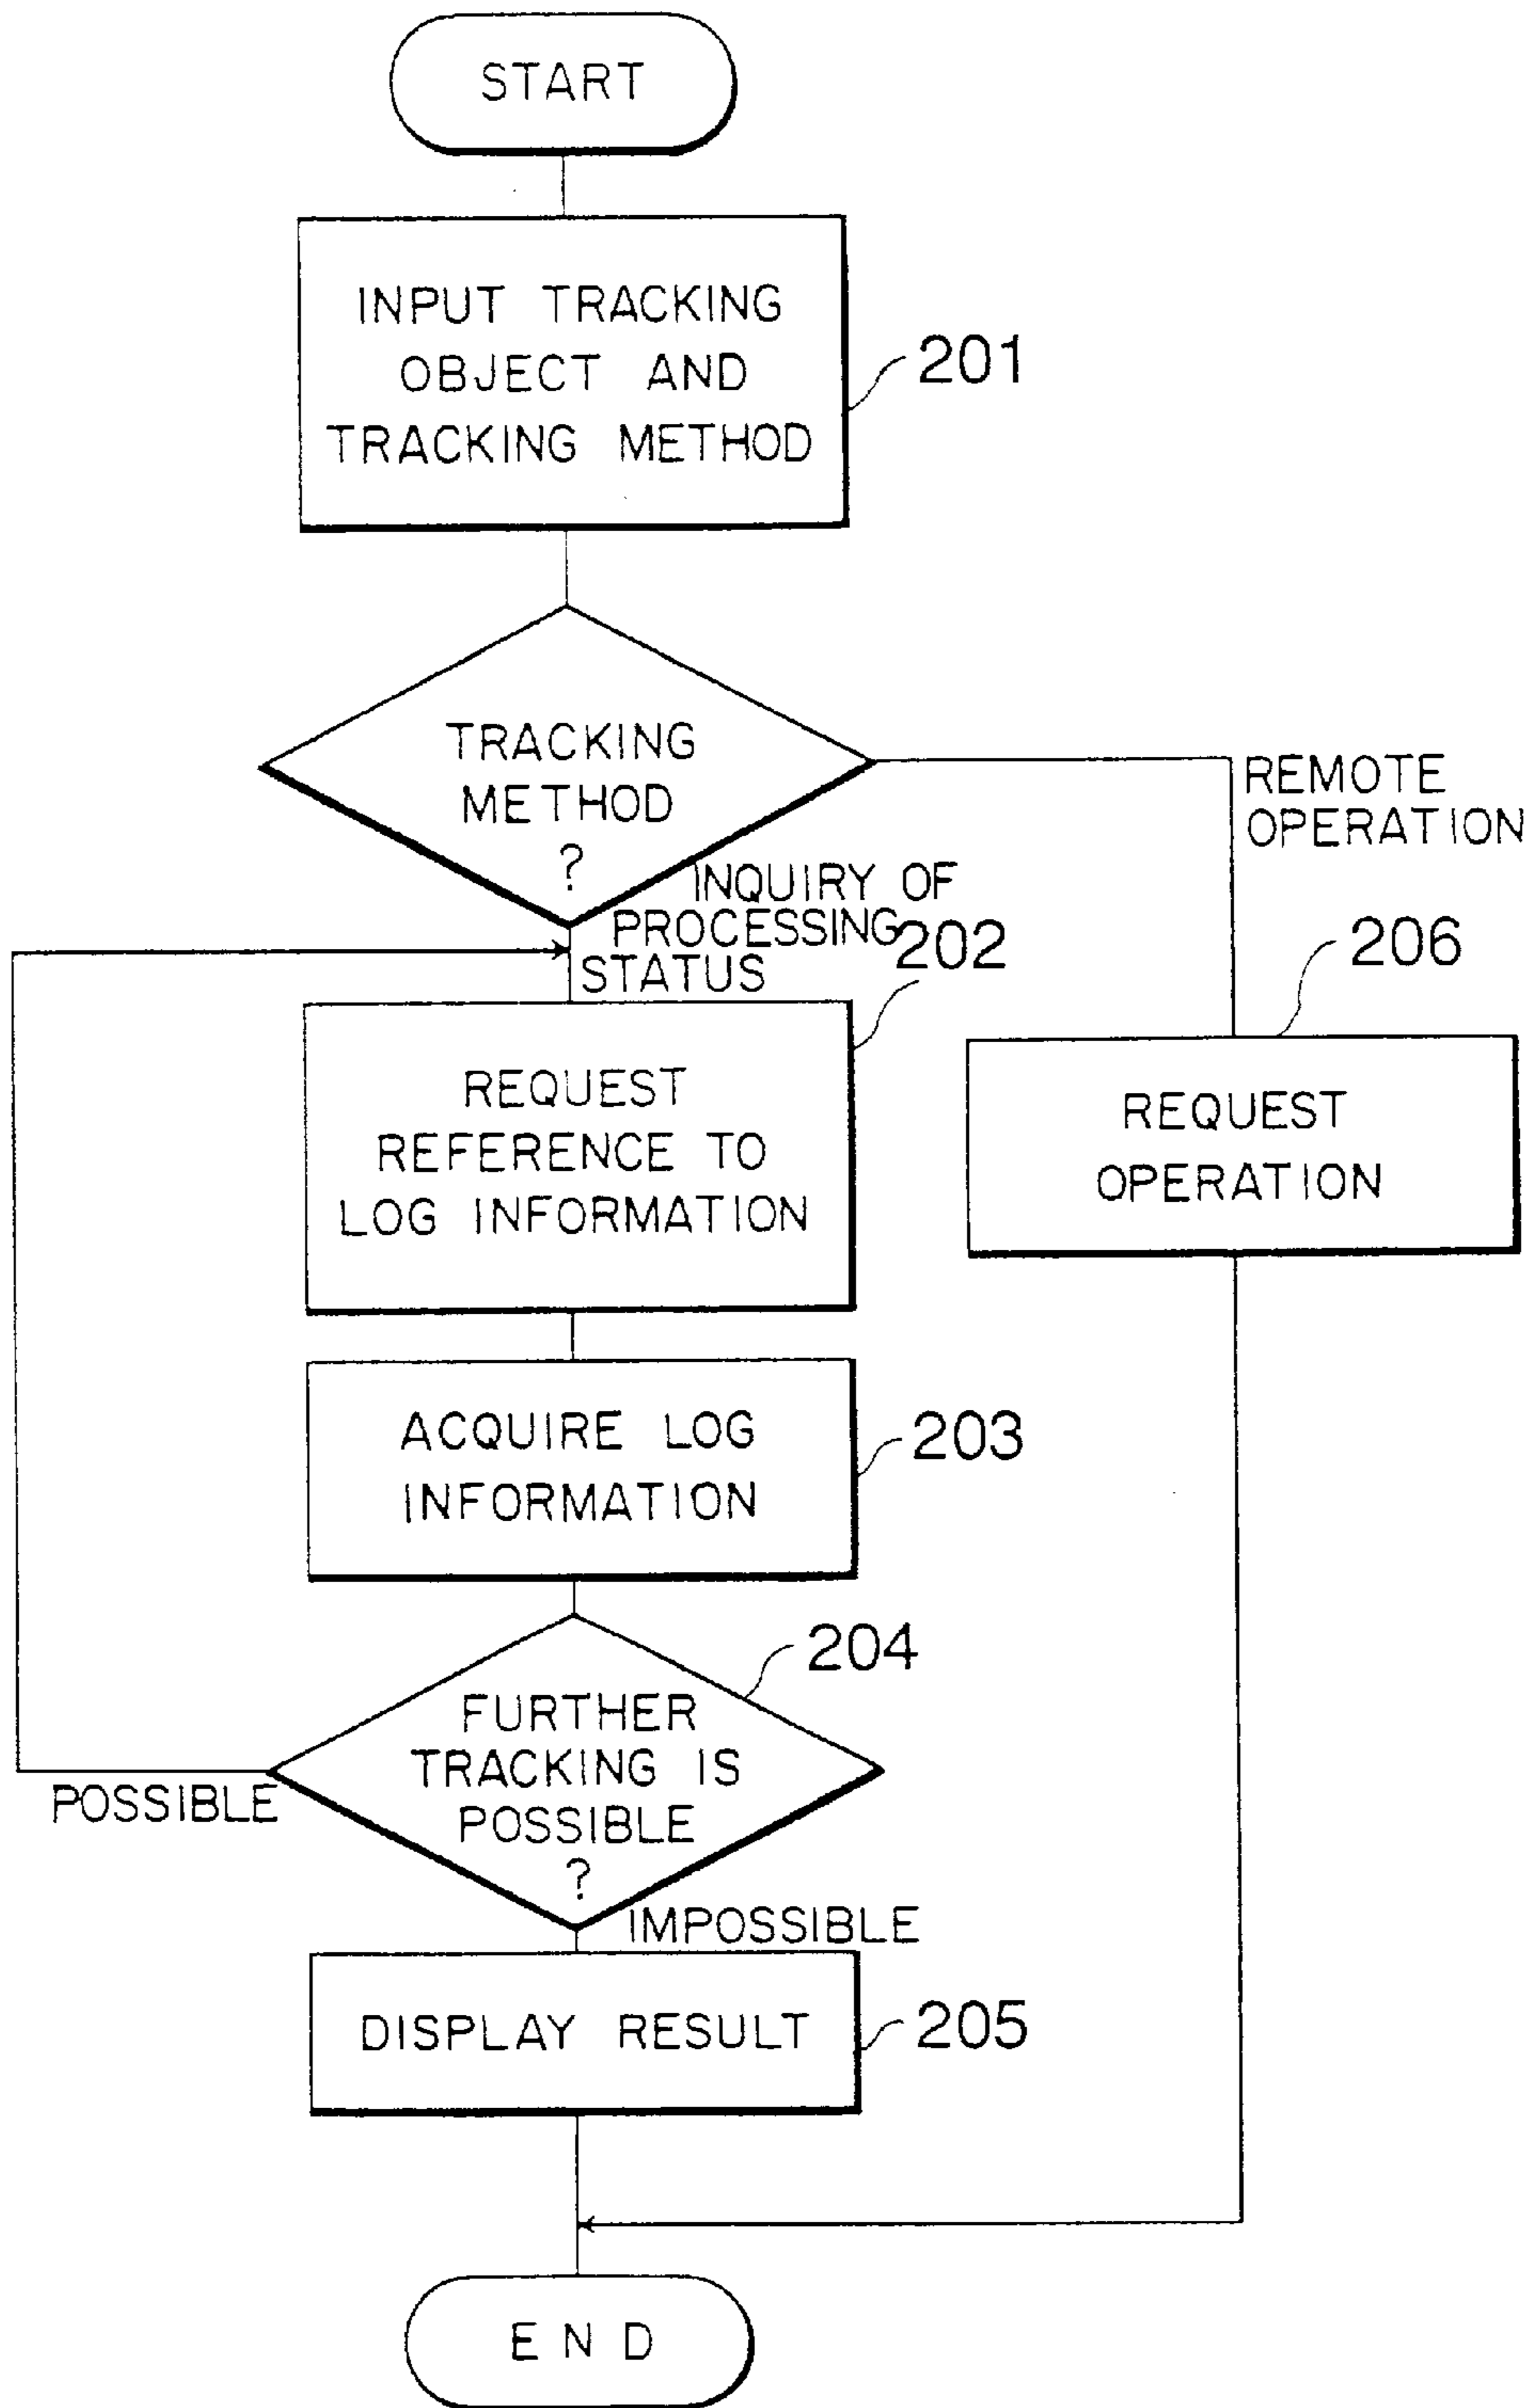 START
INPUT TRACKING
OBJECT AND
TRACKING METHOD
201
TRACKING
METHOD
?
REMOTE
OPERATION
INQUIRY OF
PROCESSING
STATUS
202
206
REQUEST
REFERENCE TO
LOG INFORMATION
REQUEST
OPERATION
ACQUIRE LOG
INFORMATION
203
204
FURTHER
TRACKING IS
POSSIBLE
?
POSSIBLE
IMPOSSIBLE
DISPLAY RESULT
205
END